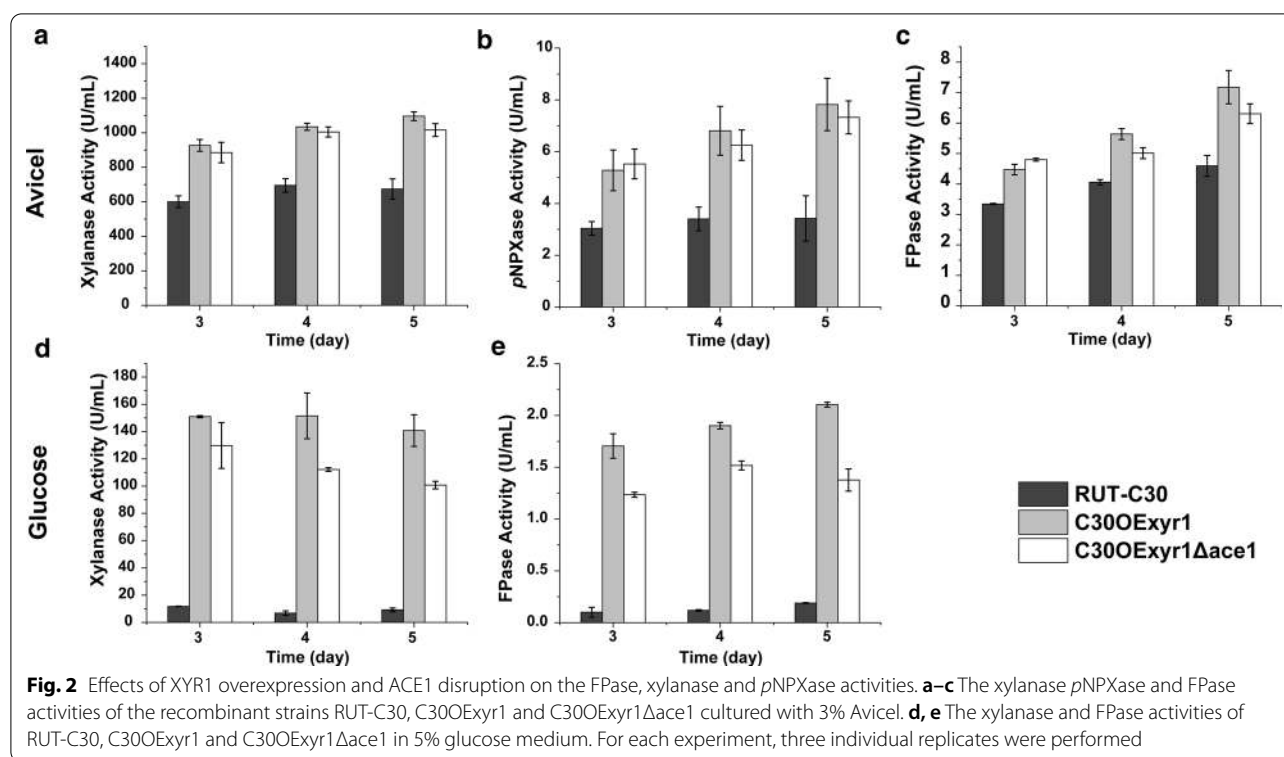 a
b
c
Avicel
Xylanase Activity (U/mL)
1400
1200
1000
800
600
400
200
0
3
4
5
Time (day)
pNPXase Activity (U/mL)
10
8
6
4
2
0
3
4
5
Time (day)
FPase Activity (U/mL)
7
6
5
4
3
2
1
0
3
4
5
Time (day)
d
e
Glucose
Xylanase Activity (U/mL)
180
160
140
120
100
80
60
40
20
0
3
4
5
Time (day)
FPase Activity (U/mL)
2.5
2.0
1.5
1.0
0.5
0.0
3
4
5
Time (day)
RUT-C30
C30OExyr1
C30OExyr1Δace1
Fig. 2 Effects of XYR1 overexpression and ACE1 disruption on the FPase, xylanase and pNPXase activities. a–c The xylanase pNPXase and FPase
activities of the recombinant strains RUT-C30, C30OExyr1 and C30OExyr1Δace1 cultured with 3% Avicel. d, e The xylanase and FPase activities of
RUT-C30, C30OExyr1 and C30OExyr1Δace1 in 5% glucose medium. For each experiment, three individual replicates were performed